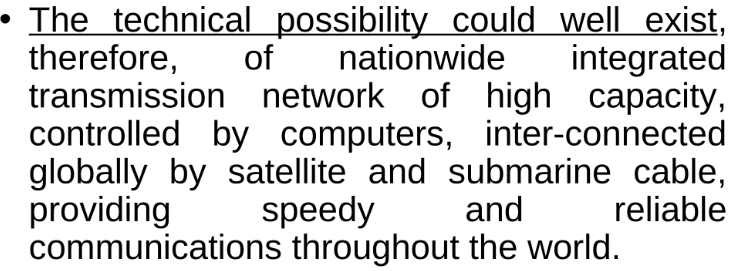 • The technical possibility could well exist,
therefore, of nationwide integrated
transmission network of high capacity,
controlled by computers, inter-connected
globally by satellite and submarine cable,
providing speedy and reliable
communications throughout the world.